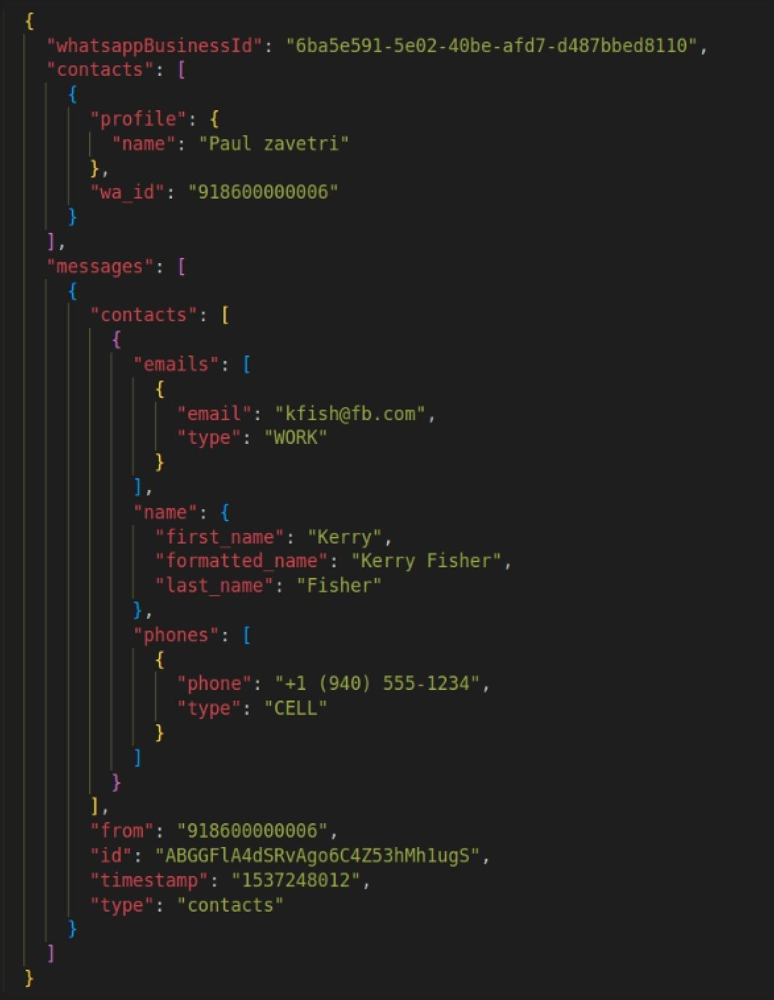 {
"whatsappBusinessId": "6ba5e591-5e02-40be-afd7-d487bbed8110",
"contacts": [
{
"profile": {
"name": "Paul zavetri"
},
"wa_id": "918600000006"
}
],
"messages": [
{
"contacts": [
{
"emails": [
{
"email": "kfish@fb.com",
"type": "WORK"
}
],
"name": {
"first_name": "Kerry",
"formatted_name": "Kerry Fisher",
"last_name": "Fisher"
},
"phones": [
{
"phone": "+1 (940) 555-1234",
"type": "CELL"
}
]
}
],
"from": "918600000006",
"id": "ABGGFlA4dSRvAgo6C4Z53hMh1ugS",
"timestamp": "1537248012",
"type": "contacts"
}
]
}